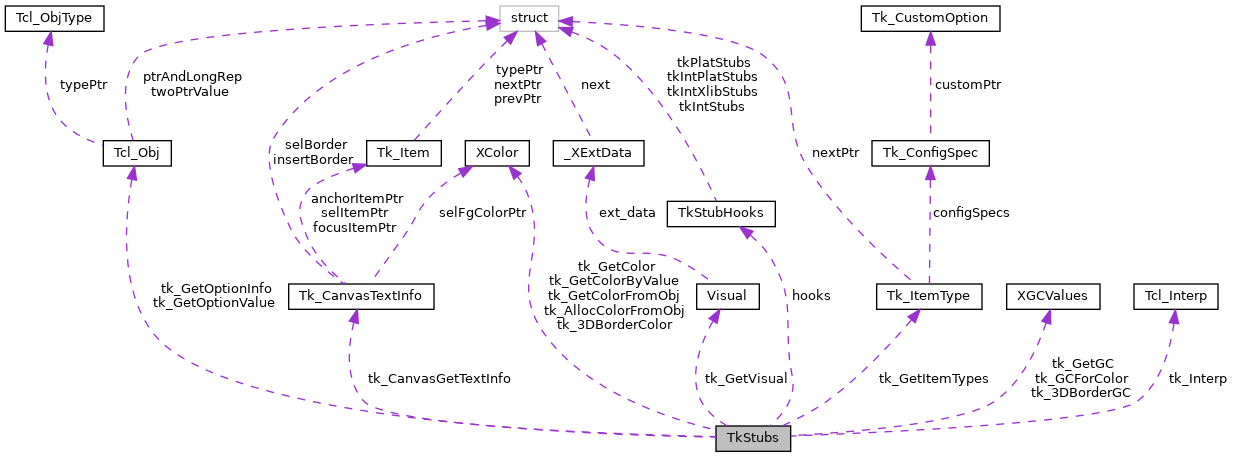 Tcl_ObjType
struct
Tk_CustomOption
typePtr
ptrAndLongRep
twoPtrValue
typePtr
nextPtr
prevPtr
next
tkPlatStubs
tkIntPlatStubs
tkIntXlibStubs
tkIntStubs
customPtr
Tcl_Obj
selBorder
insertBorder
Tk_Item
XColor
_XExtData
nextPtr
Tk_ConfigSpec
anchorItemPtr
selItemPtr
focusItemPtr
selFgColorPtr
ext_data
TkStubHooks
configSpecs
tk_GetOptionInfo
tk_GetOptionValue
Tk_CanvasTextInfo
tk_GetColor
tk_GetColorByValue
tk_GetColorFromObj
tk_AllocColorFromObj
tk_3DBorderColor
Visual
hooks
Tk_ItemType
XGCValues
Tcl_Interp
tk_CanvasGetTextInfo
tk_GetVisual
tk_GetItemTypes
tk_GetGC
tk_GCForColor
tk_3DBorderGC
tk_Interp
TkStubs